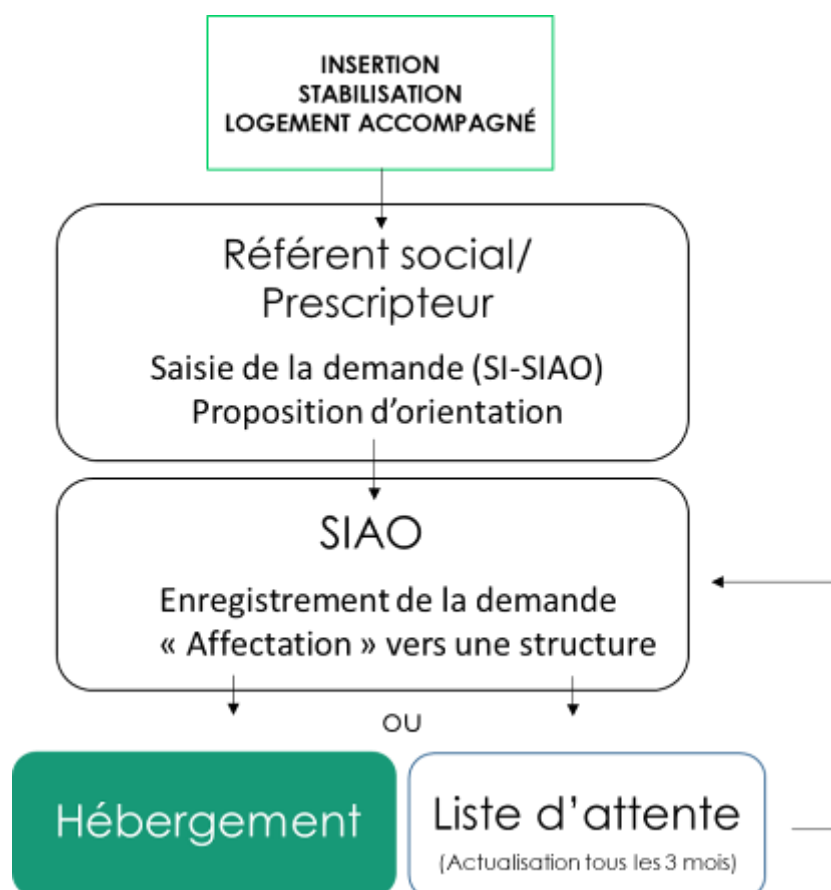 INSERTION
STABILISATION
LOGEMENT ACCOMPAGNÉ
Référent social/
Prescripteur
Saisie de la demande (SI-SIAO)
Proposition d'orientation
SIAO
Enregistrement de la demande
« Affectation » vers une structure
OU
Hébergement
Liste d'attente
(Actualisation tous les 3 mois)